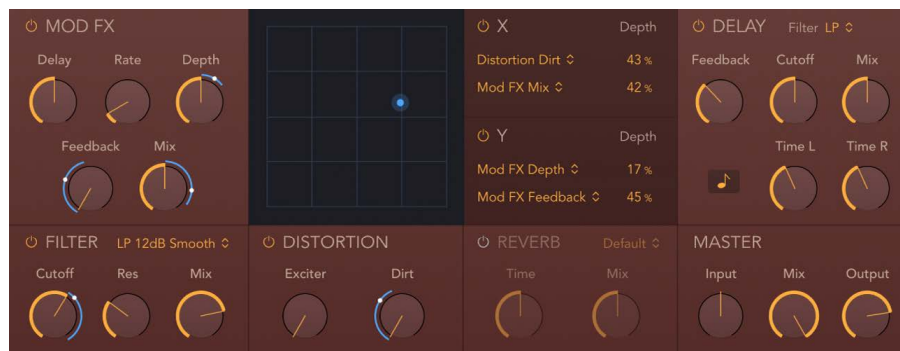 MOD FX
Delay Rate Depth
Feedback Mix
X Depth
Distortion Dirt 43 %
Mod FX Mix 42 %
Y Depth
Mod FX Depth 17 %
Mod FX Feedback 45 %
DELAY Filter LP
Feedback Cutoff Mix
Time L Time R
FILTER LP 12dB Smooth
Cutoff Res Mix
DISTORTION
Exciter Dirt
REVERB Default
Time Mix
MASTER
Input Mix Output